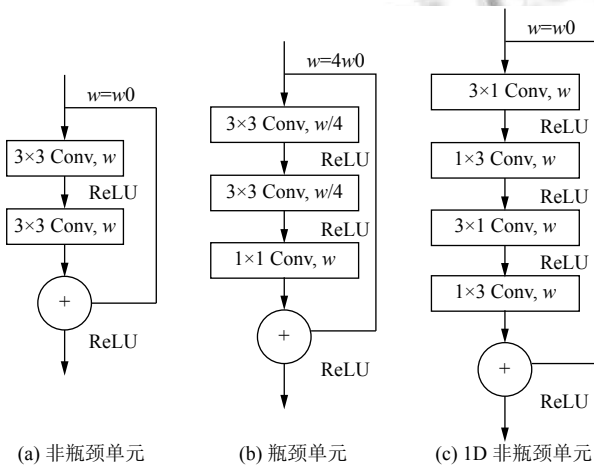 w=w0
3×3 Conv, w
ReLU
3×3 Conv, w
+
ReLU
(a) 非瓶颈单元
w=4w0
3×3 Conv, w/4
ReLU
3×3 Conv, w/4
ReLU
1×1 Conv, w
+
ReLU
(b) 瓶颈单元
w=w0
3×1 Conv, w
ReLU
1×3 Conv, w
ReLU
3×1 Conv, w
ReLU
1×3 Conv, w
+
ReLU
(c) 1D 非瓶颈单元